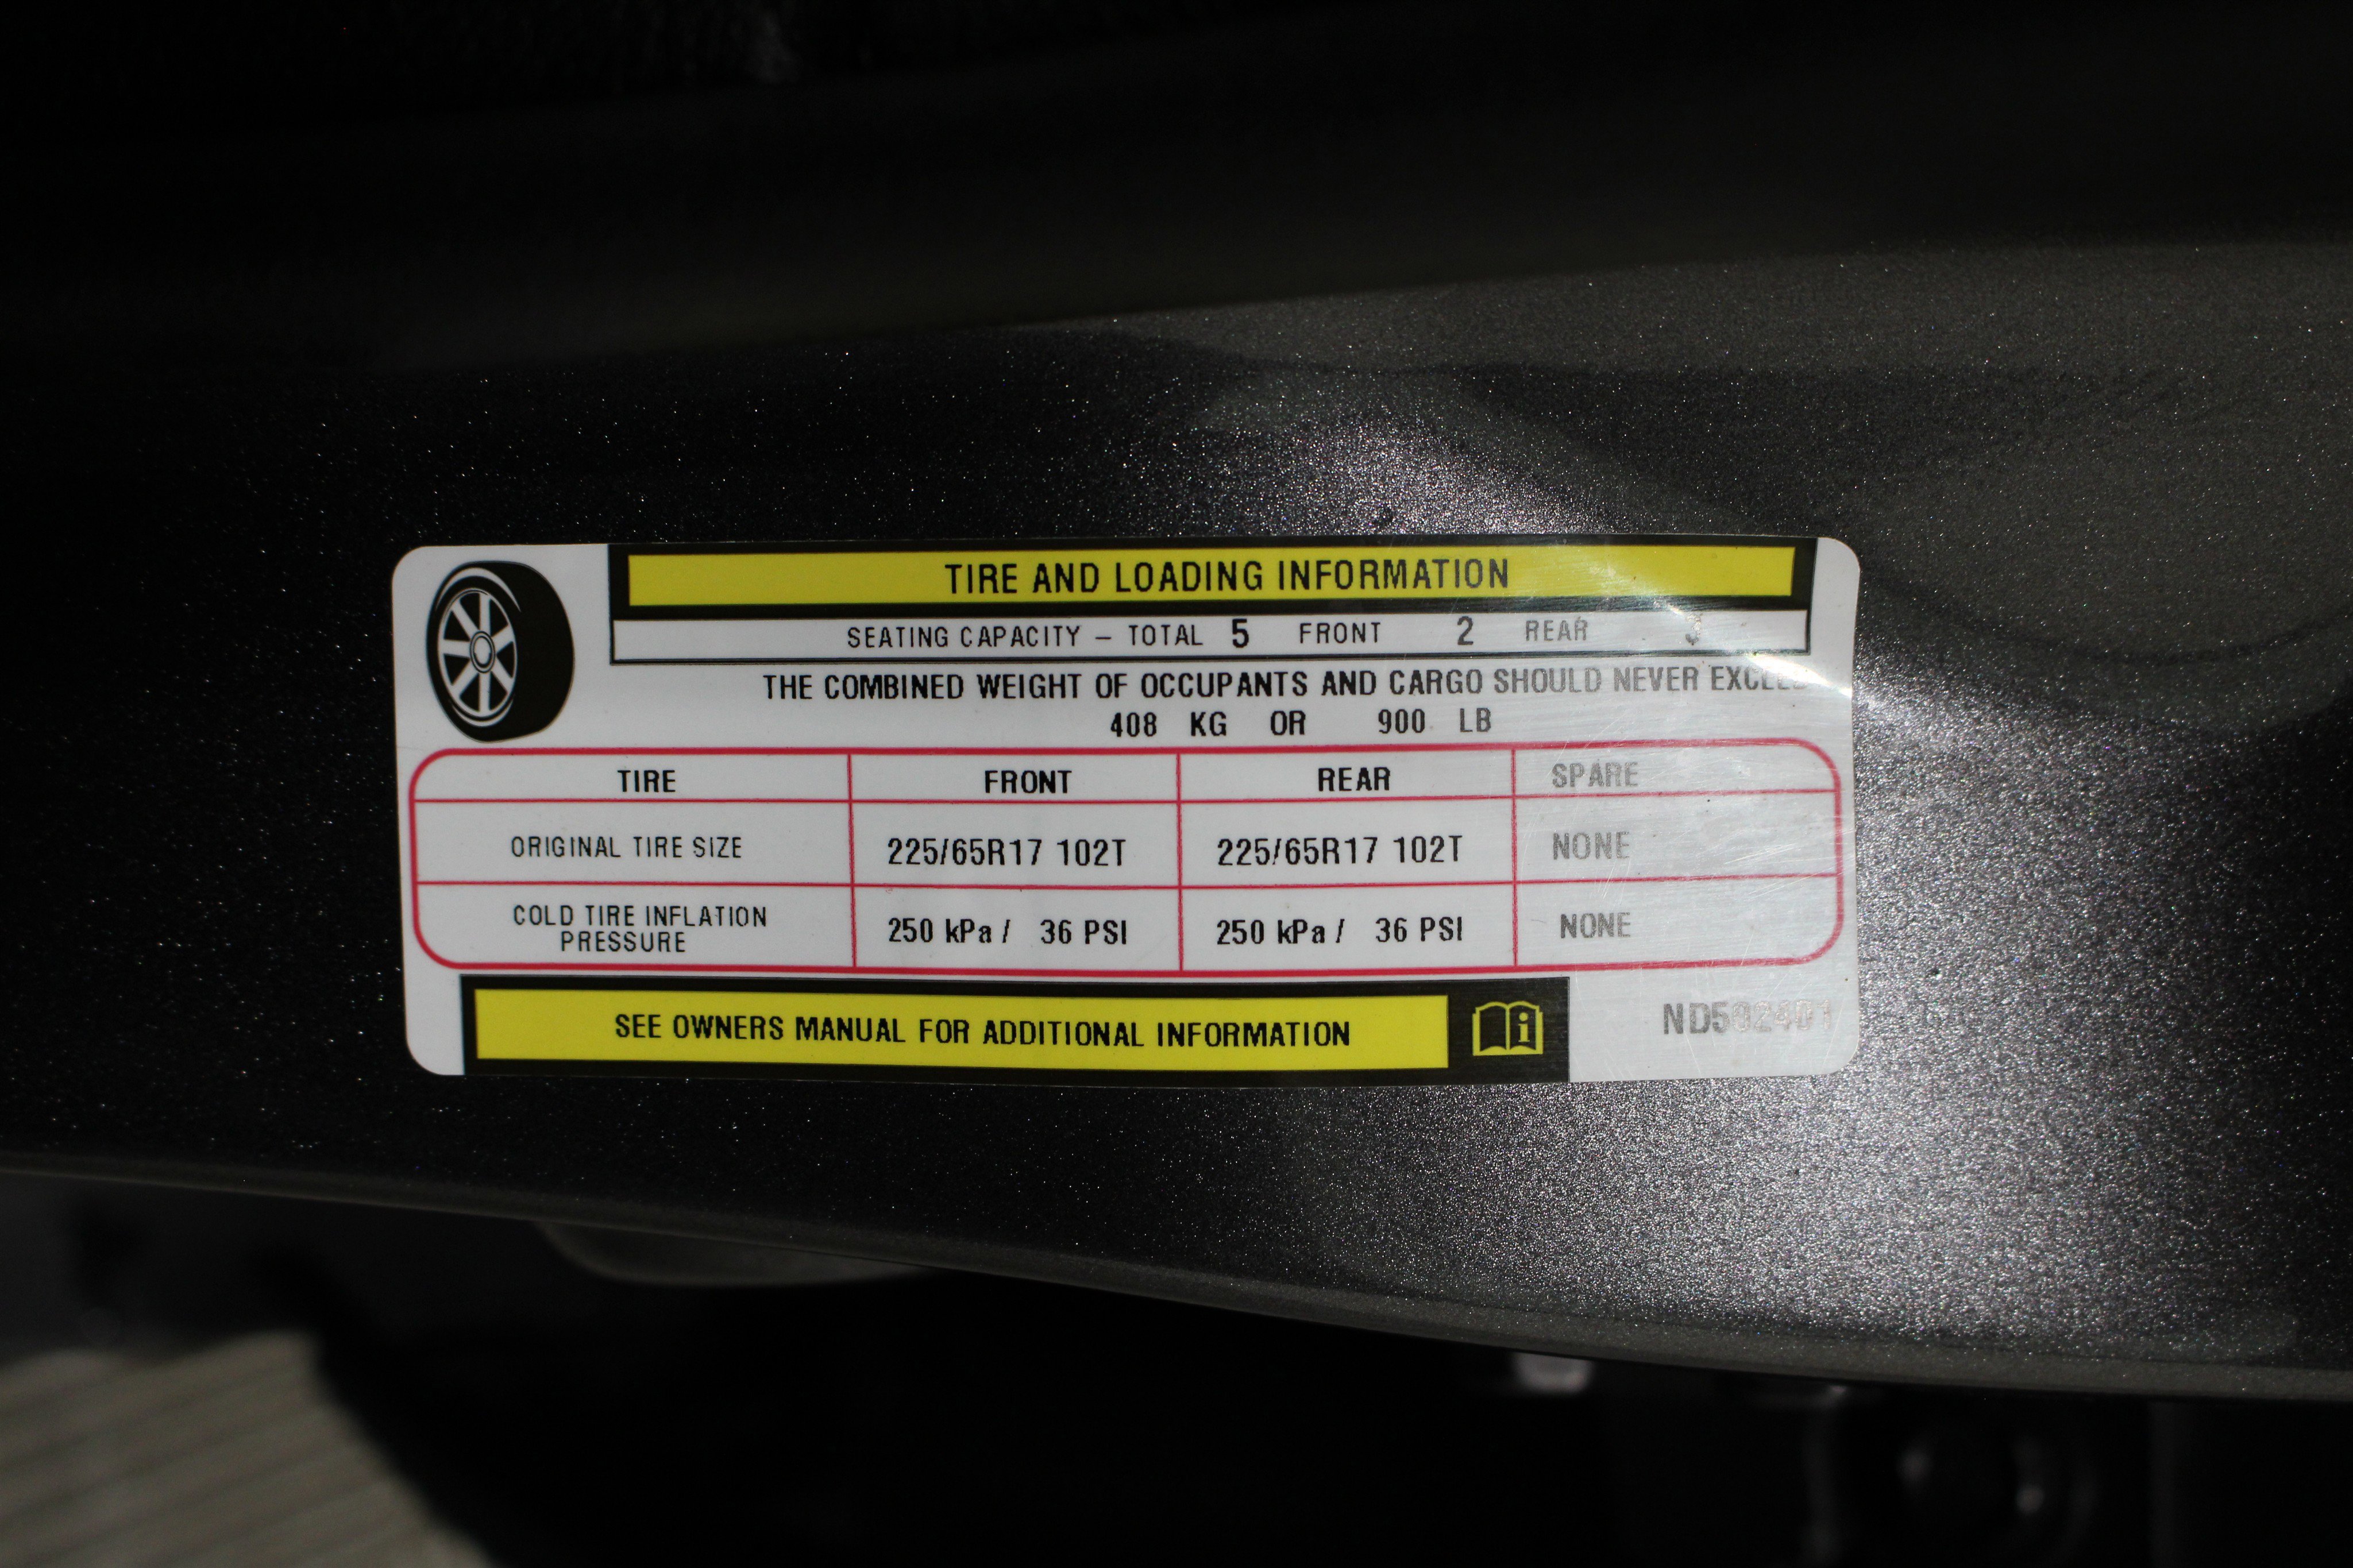 TIRE AND LOADING INFORMATION
SEATING CAPACITY – TOTAL 5 FRONT 2 REAR 3
THE COMBINED WEIGHT OF OCCUPANTS AND CARGO SHOULD NEVER
408 KG OR 900 LB
TIRE FRONT REAR SPARE
ORIGINAL TIRE SIZE 225/65R17 102T 225/65R17 102T NONE
COLD TIRE INFLATION
PRESSURE 250 kPa / 36 PSI 250 kPa / 36 PSI NONE
SEE OWNERS MANUAL FOR ADDITIONAL INFORMATION